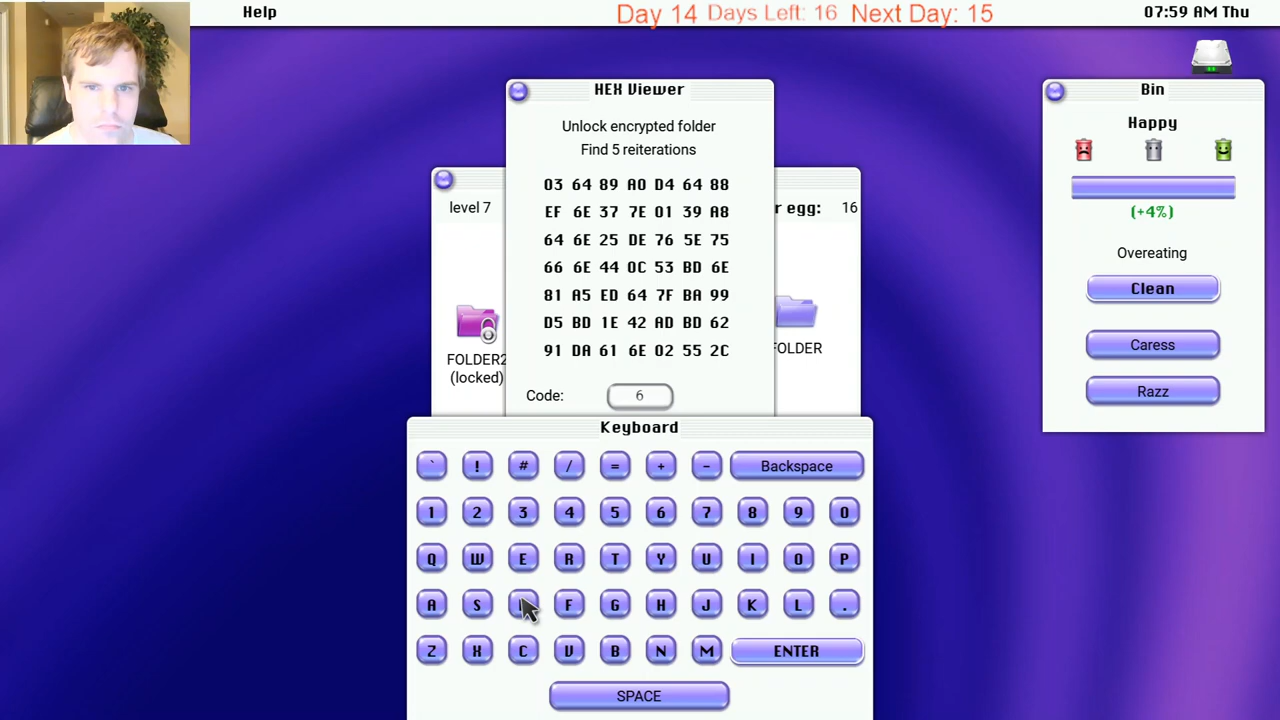 Help
Day 14 Days Left: 16 Next Day: 15
07:59 AM Thu
HEX Viewer
Unlock encrypted folder
Find 5 reiterations
03 64 89 A0 D4 64 88
EF 6E 37 7E 01 39 A8
64 6E 25 DE 76 5E 75
66 6E 44 0C 53 BD 6E
81 A5 ED 64 7F BA 99
D5 BD 1E 42 AD BD 62
91 DA 61 6E 02 55 2C
Code: 6
level 7
r egg: 16
FOLDER2
(locked)
FOLDER
Bin
Happy
(+4%)
Overeating
Clean
Caress
Razz
Keyboard
` ! # / = + - Backspace
1 2 3 4 5 6 7 8 9 0
Q W E R T Y U I O P
A S F G H J K L .
Z X C V B N M ENTER
SPACE